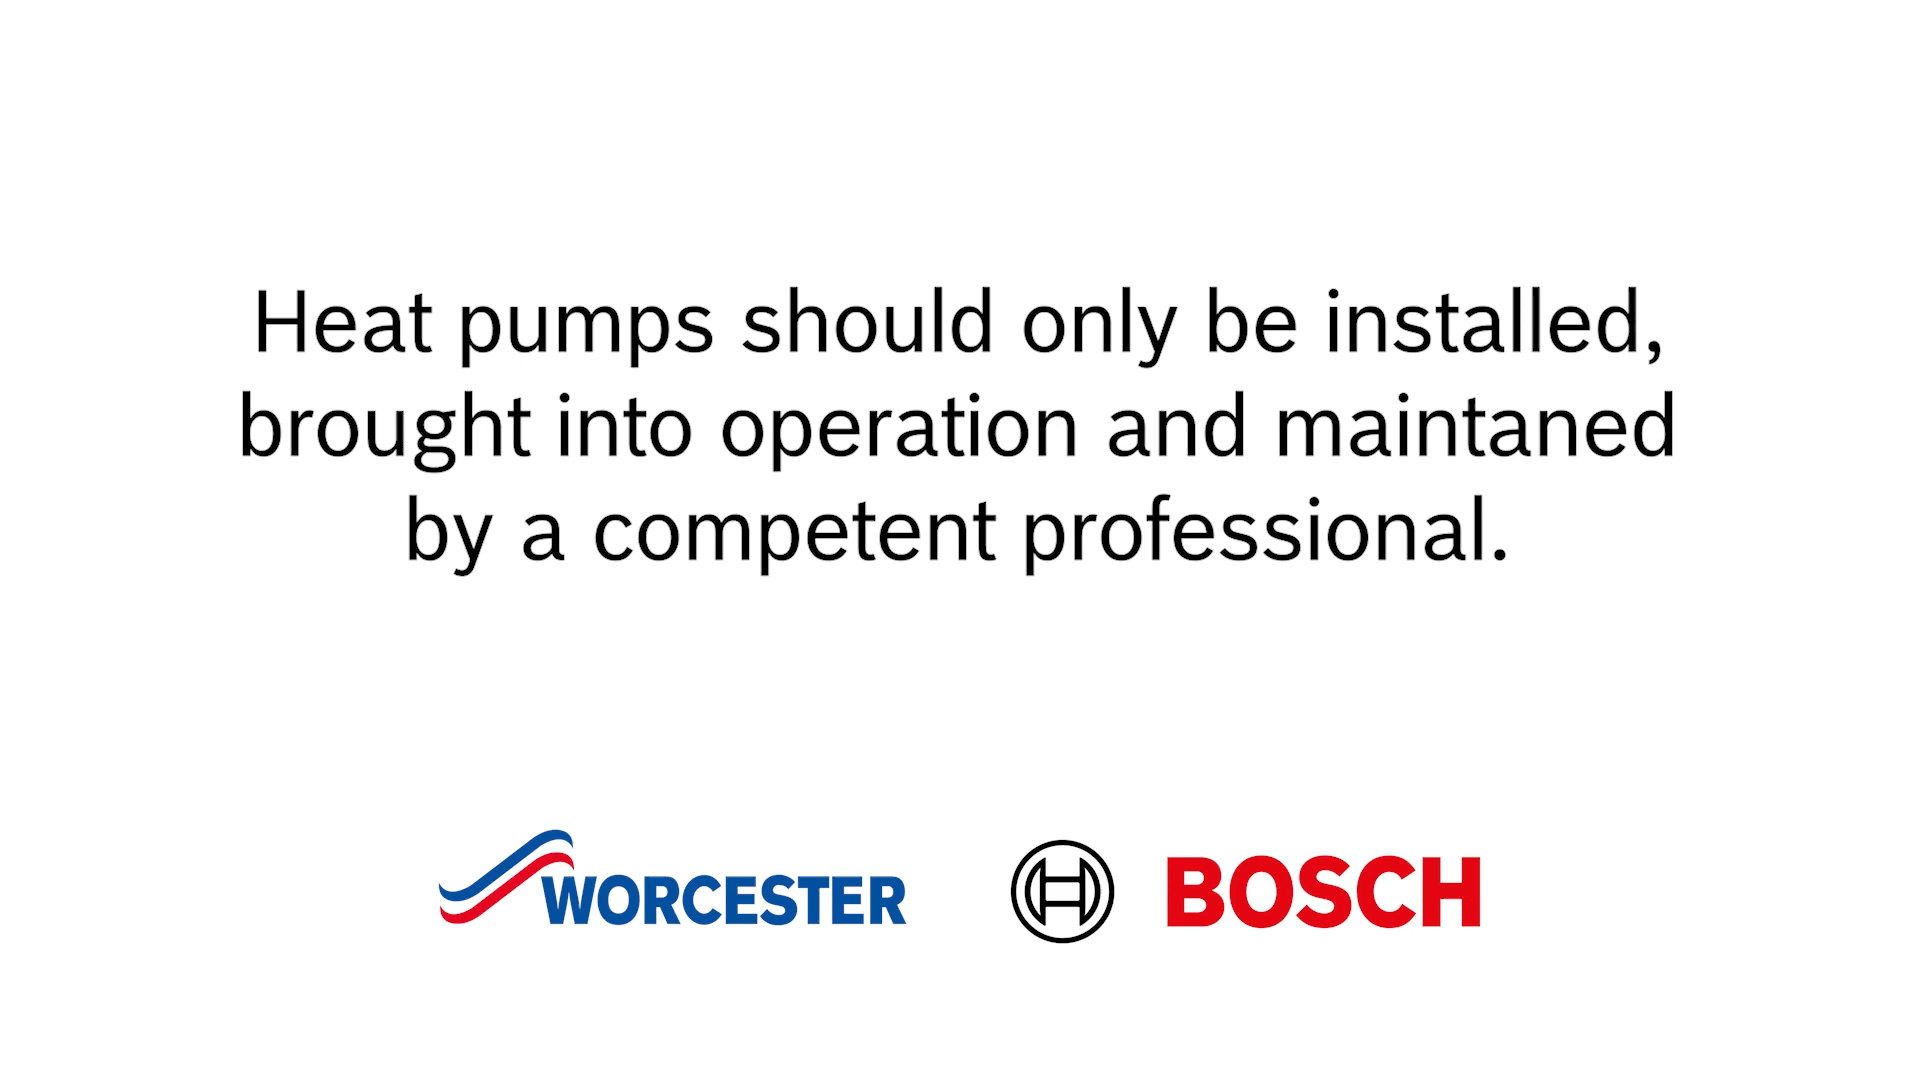 Heat pumps should only be installed,
brought into operation and maintaned
by a competent professional.
WORCESTER
BOSCH